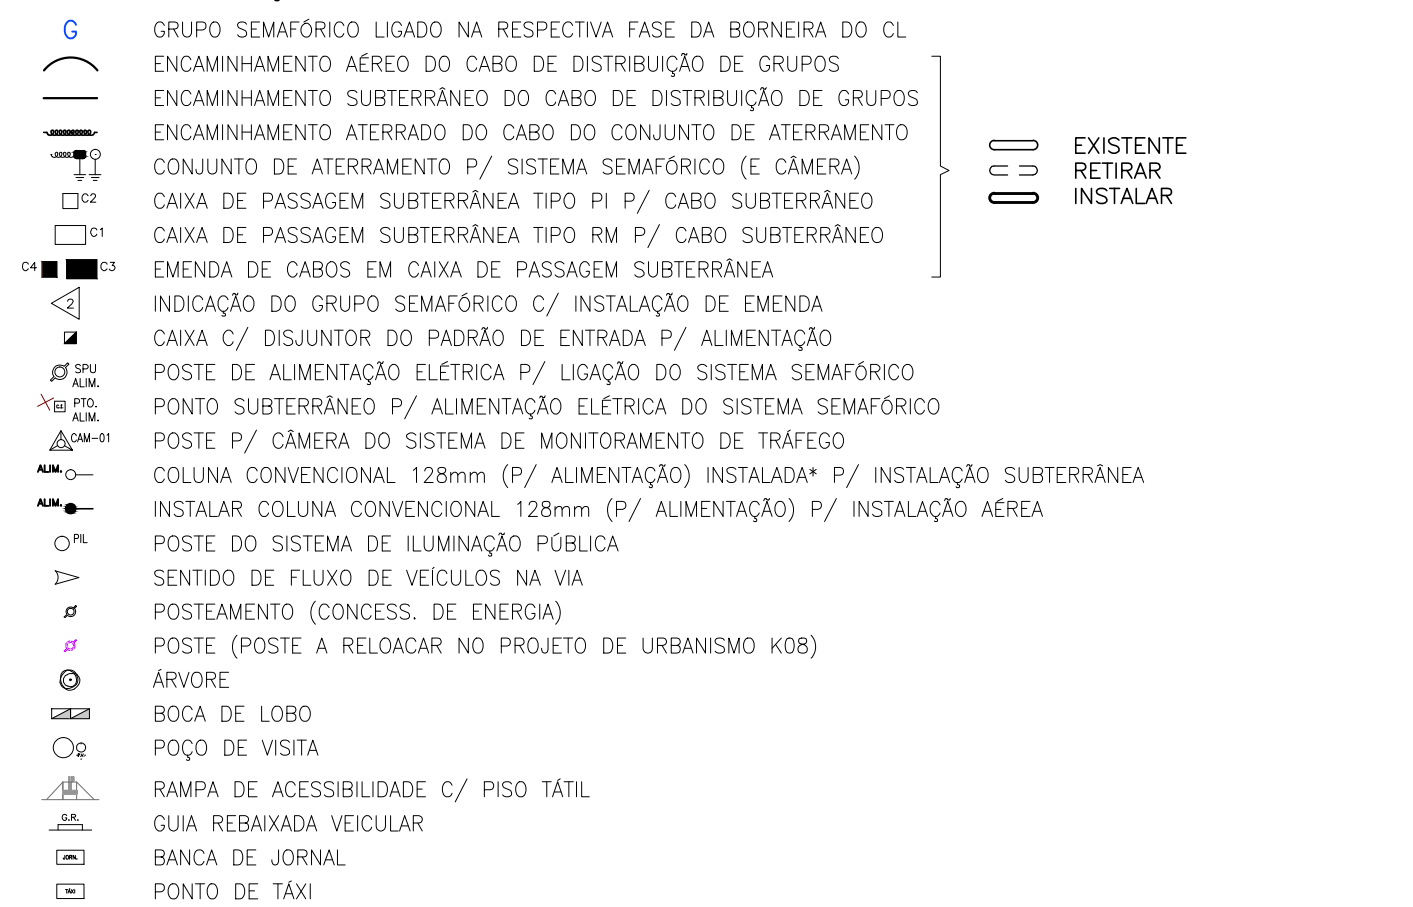 G GRUPO SEMAFÓRICO LIGADO NA RESPECTIVA FASE DA BORNEIRA DO CL
ENCAMINHAMENTO AÉREO DO CABO DE DISTRIBUIÇÃO DE GRUPOS
ENCAMINHAMENTO SUBTERRÂNEO DO CABO DE DISTRIBUIÇÃO DE GRUPOS
ENCAMINHAMENTO ATERRADO DO CABO DO CONJUNTO DE ATERRAMENTO
CONJUNTO DE ATERRAMENTO P/ SISTEMA SEMAFÓRICO (E CÂMERA)
C2 CAIXA DE PASSAGEM SUBTERRÂNEA TIPO PI P/ CABO SUBTERRÂNEO
C1 CAIXA DE PASSAGEM SUBTERRÂNEA TIPO RM P/ CABO SUBTERRÂNEO
C4 C3 EMENDA DE CABOS EM CAIXA DE PASSAGEM SUBTERRÂNEA
EXISTENTE
RETIRAR
INSTALAR
2 INDICAÇÃO DO GRUPO SEMAFÓRICO C/ INSTALAÇÃO DE EMENDA
CAIXA C/ DISJUNTOR DO PADRÃO DE ENTRADA P/ ALIMENTAÇÃO
SPU ALIM. POSTE DE ALIMENTAÇÃO ELÉTRICA P/ LIGAÇÃO DO SISTEMA SEMAFÓRICO
PTO. ALIM. PONTO SUBTERRÂNEO P/ ALIMENTAÇÃO ELÉTRICA DO SISTEMA SEMAFÓRICO
CAM-01 POSTE P/ CÂMERA DO SISTEMA DE MONITORAMENTO DE TRÁFEGO
ALIM. COLUNA CONVENCIONAL 128mm (P/ ALIMENTAÇÃO) INSTALADA* P/ INSTALAÇÃO SUBTERRÂNEA
ALIM. INSTALAR COLUNA CONVENCIONAL 128mm (P/ ALIMENTAÇÃO) P/ INSTALAÇÃO AÉREA
PIL POSTE DO SISTEMA DE ILUMINAÇÃO PÚBLICA
SENTIDO DE FLUXO DE VEÍCULOS NA VIA
POSTEAMENTO (CONCESS. DE ENERGIA)
POSTE (POSTE A RELOACAR NO PROJETO DE URBANISMO K08)
ÁRVORE
BOCA DE LOBO
POÇO DE VISITA
RAMPA DE ACESSIBILIDADE C/ PISO TÁTIL
G.R. GUIA REBAIXADA VEICULAR
JORN. BANCA DE JORNAL
TÁXI PONTO DE TÁXI